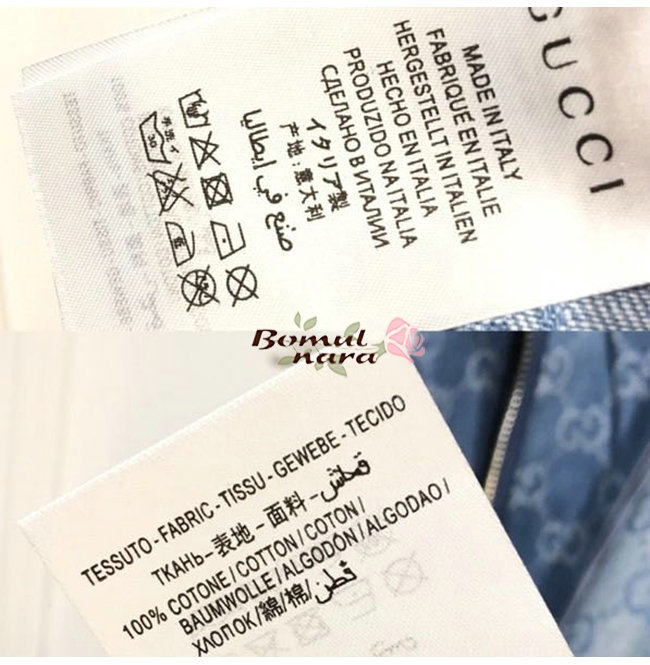 GUCCI
MADE IN ITALY
FABRIQUÉ EN ITALIE
HERGESTELLT IN ITALIEN
HECHO EN ITALIA
PRODUZIDO NA ITALIA
СДЕЛАНО В ИТАЛИИ
イタリア製
产地:意大利
صنع في ايطاليا
Bomul
nara
TESSUTO-FABRIC-TISSU-GEWEBE-TECIDO
ТКАНЬ-表地-面料-قماش
100% COTONE/COTTON/COTON/
BAUMWOLLE/ALGODÓN/ALGODAO/
ХЛОПОК/綿/棉/قطن